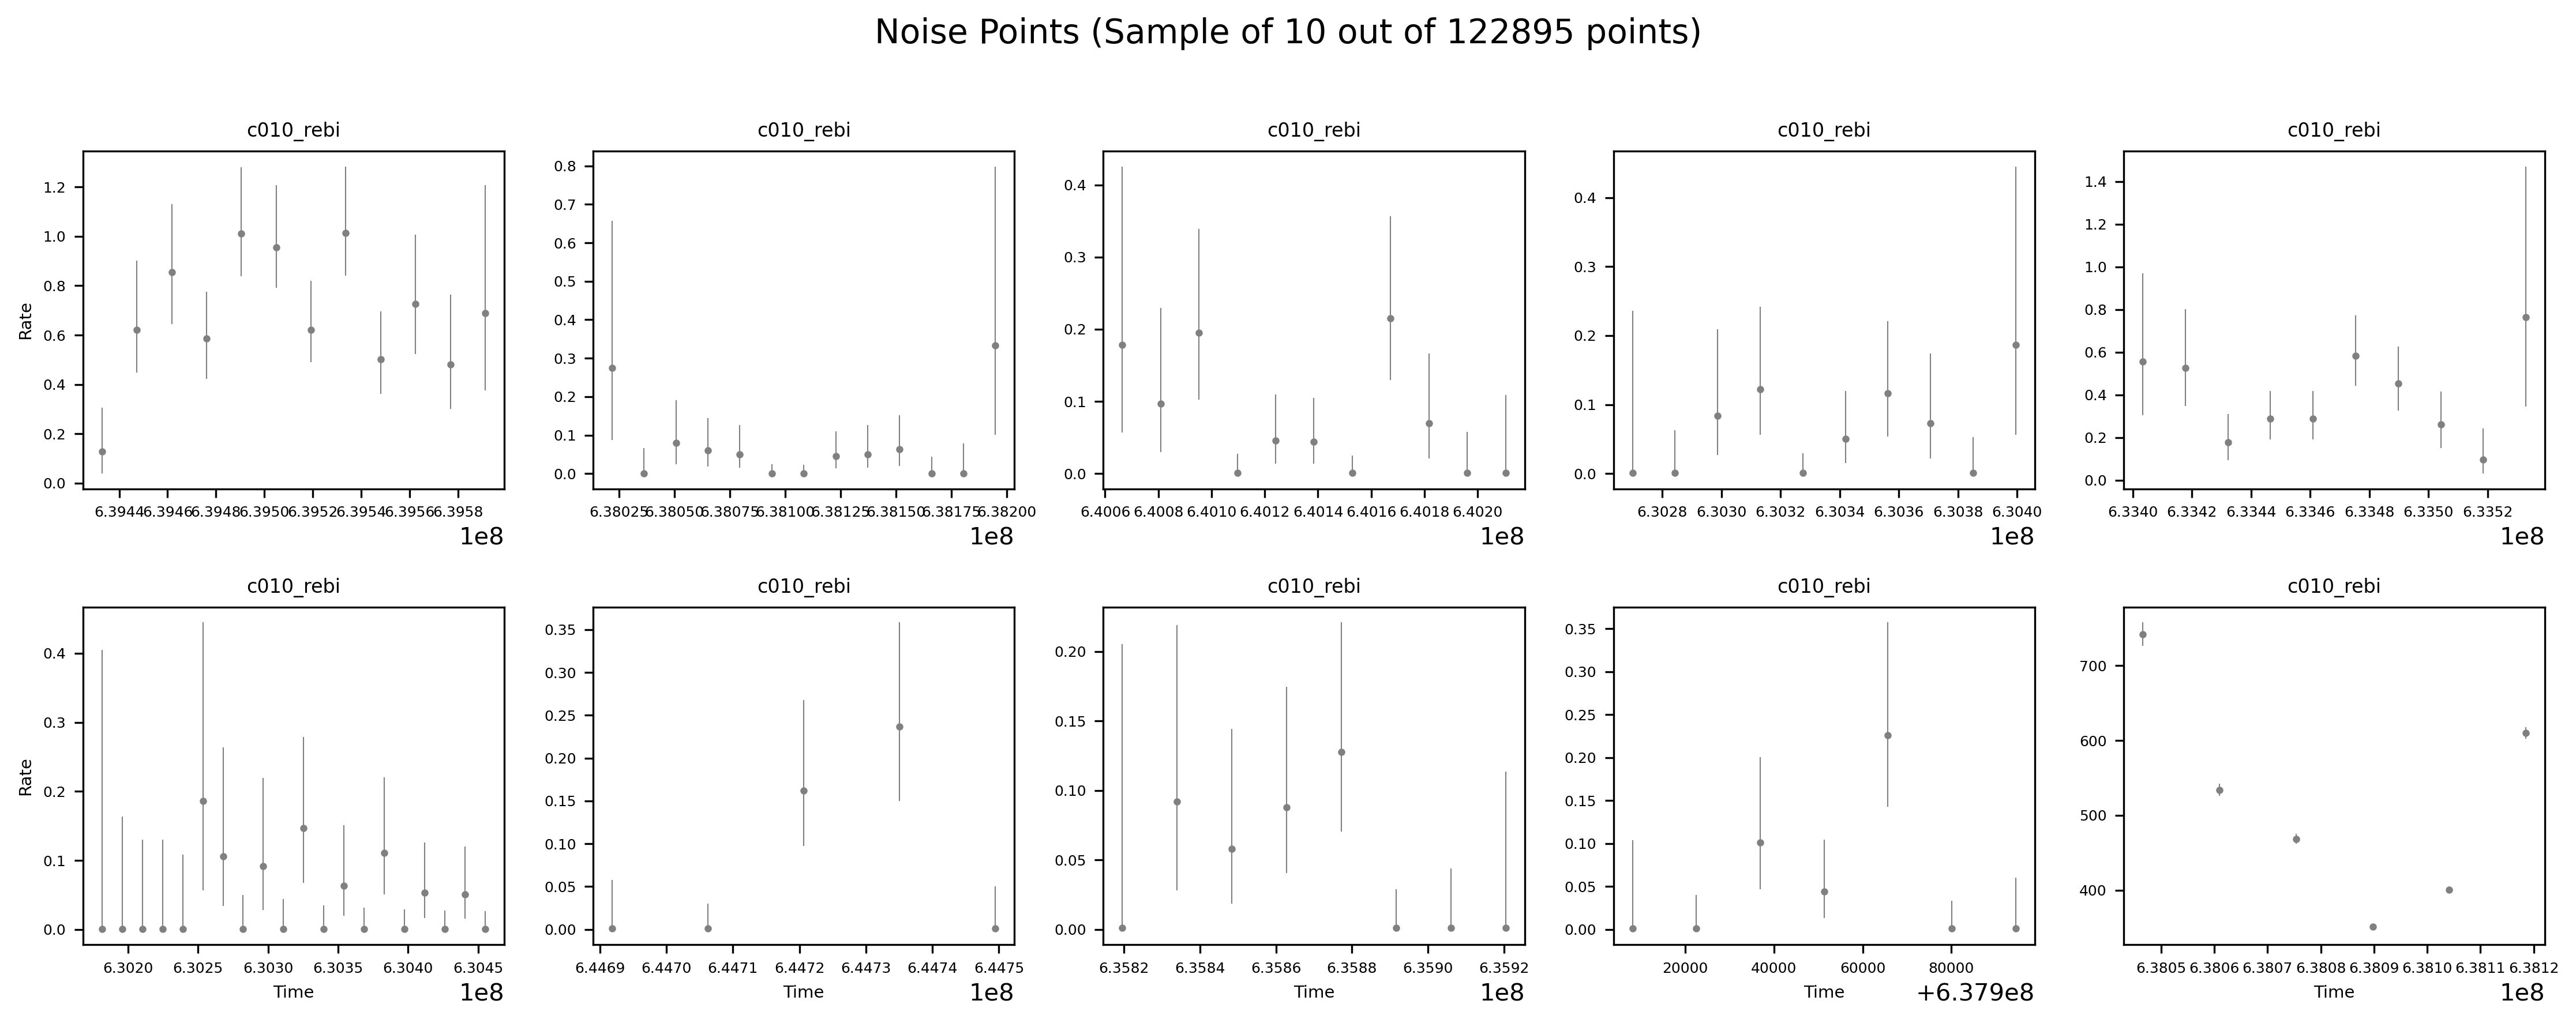 Noise Points (Sample of 10 out of 122895 points)
c010_rebi c010_rebi c010_rebi c010_rebi c010_rebi
Rate
1.2
1.0
0.8
0.6
0.4
0.2
0.0
6.3944 6.3946 6.3948 6.3950 6.3952 6.3954 6.3956 6.3958
1e8
0.8
0.7
0.6
0.5
0.4
0.3
0.2
0.1
0.0
6.38025 6.38050 6.38075 6.38100 6.38125 6.38150 6.38175 6.38200
1e8
0.4
0.3
0.2
0.1
0.0
6.4006 6.4008 6.4010 6.4012 6.4014 6.4016 6.4018 6.4020
1e8
0.4
0.3
0.2
0.1
0.0
6.3028 6.3030 6.3032 6.3034 6.3036 6.3038 6.3040
1e8
1.4
1.2
1.0
0.8
0.6
0.4
0.2
0.0
6.3340 6.3342 6.3344 6.3346 6.3348 6.3350 6.3352
1e8
c010_rebi c010_rebi c010_rebi c010_rebi c010_rebi
Rate
0.4
0.3
0.2
0.1
0.0
6.3020 6.3025 6.3030 6.3035 6.3040 6.3045
Time
1e8
0.35
0.30
0.25
0.20
0.15
0.10
0.05
0.00
6.4469 6.4470 6.4471 6.4472 6.4473 6.4474 6.4475
Time
1e8
0.20
0.15
0.10
0.05
0.00
6.3582 6.3584 6.3586 6.3588 6.3590 6.3592
Time
1e8
0.35
0.30
0.25
0.20
0.15
0.10
0.05
0.00
20000 40000 60000 80000
Time
+6.379e8
700
600
500
400
6.3805 6.3806 6.3807 6.3808 6.3809 6.3810 6.3811 6.3812
Time
1e8